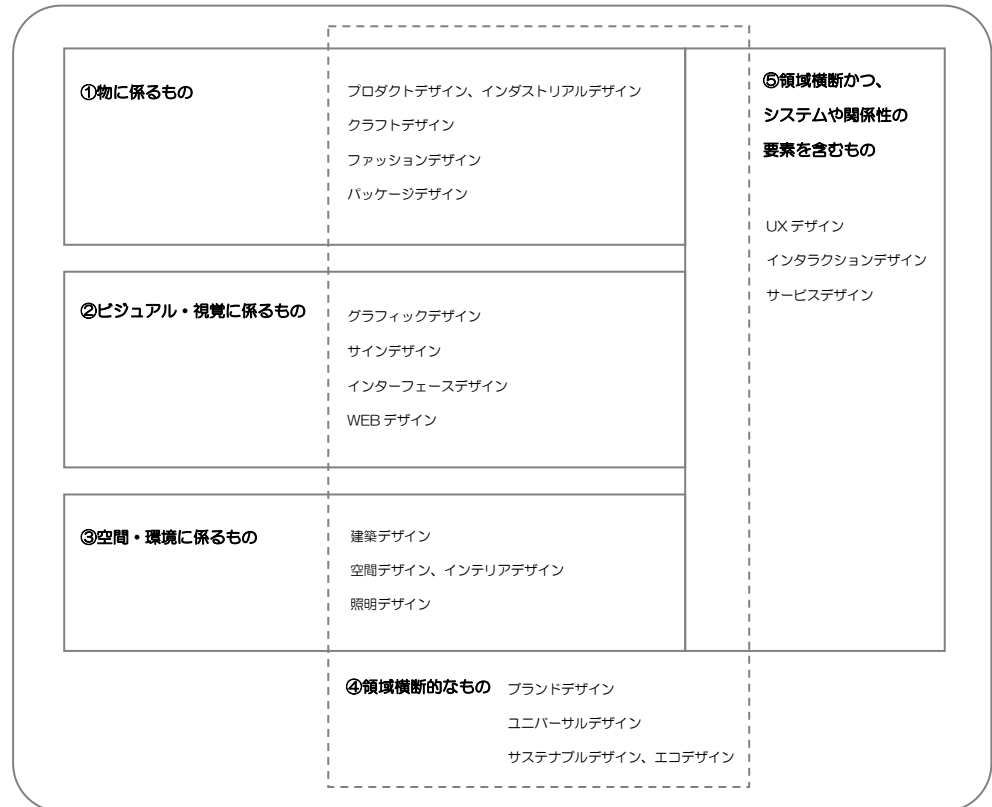 ①物に係るもの
プロダクトデザイン、インダストリアルデザイン
クラフトデザイン
ファッションデザイン
パッケージデザイン
②ビジュアル・視覚に係るもの
グラフィックデザイン
サインデザイン
インターフェースデザイン
WEB デザイン
③空間・環境に係るもの
建築デザイン
空間デザイン、インテリアデザイン
照明デザイン
④領域横断的なもの
ブランドデザイン
ユニバーサルデザイン
サステナブルデザイン、エコデザイン
⑤領域横断かつ、
システムや関係性の
要素を含むもの
UX デザイン
インタラクションデザイン
サービスデザイン